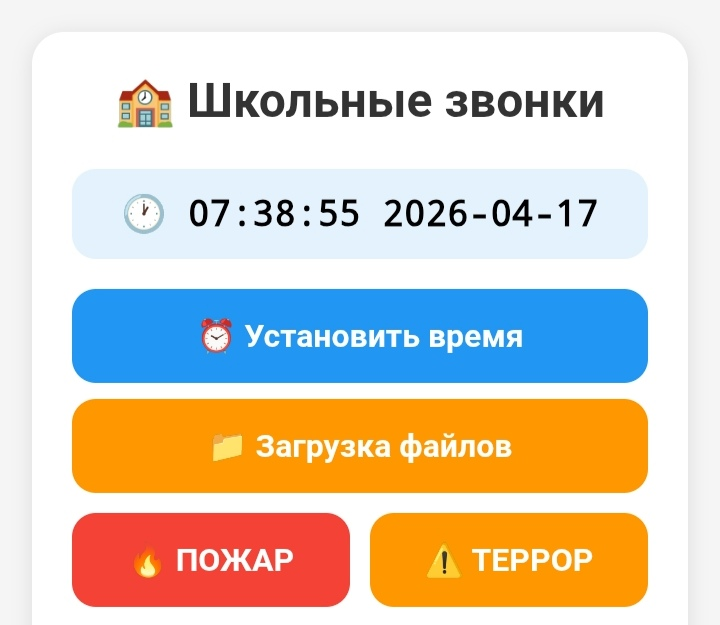 Школьные звонки
07:38:55 2026-04-17
Установить время
Загрузка файлов
ПОЖАР
ТЕРРОР